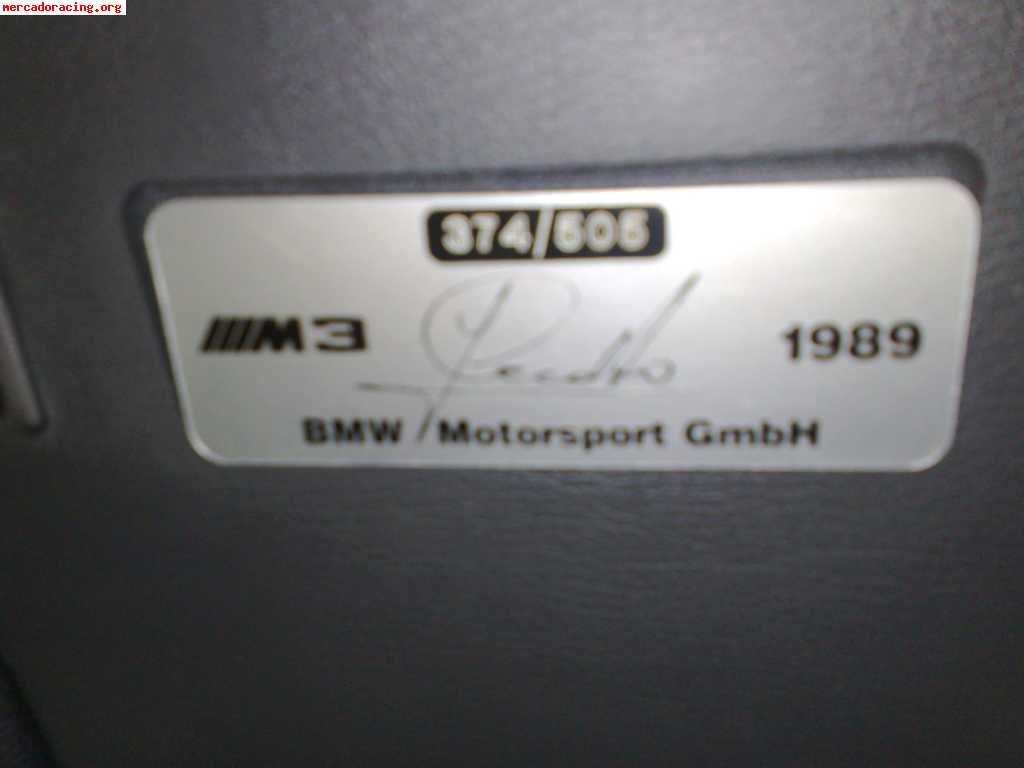 mercadoracing.org
374/505
M3
1989
BMW Motorsport GmbH